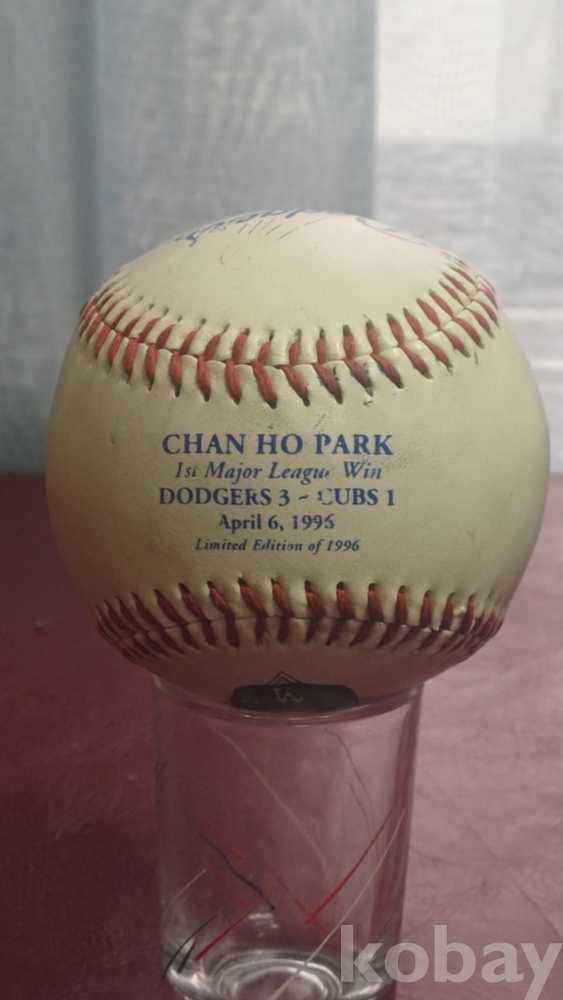 CHAN HO PARK
1st Major League Win
DODGERS 3 - CUBS 1
April 6, 1996
Limited Edition of 1996
LA
kobay